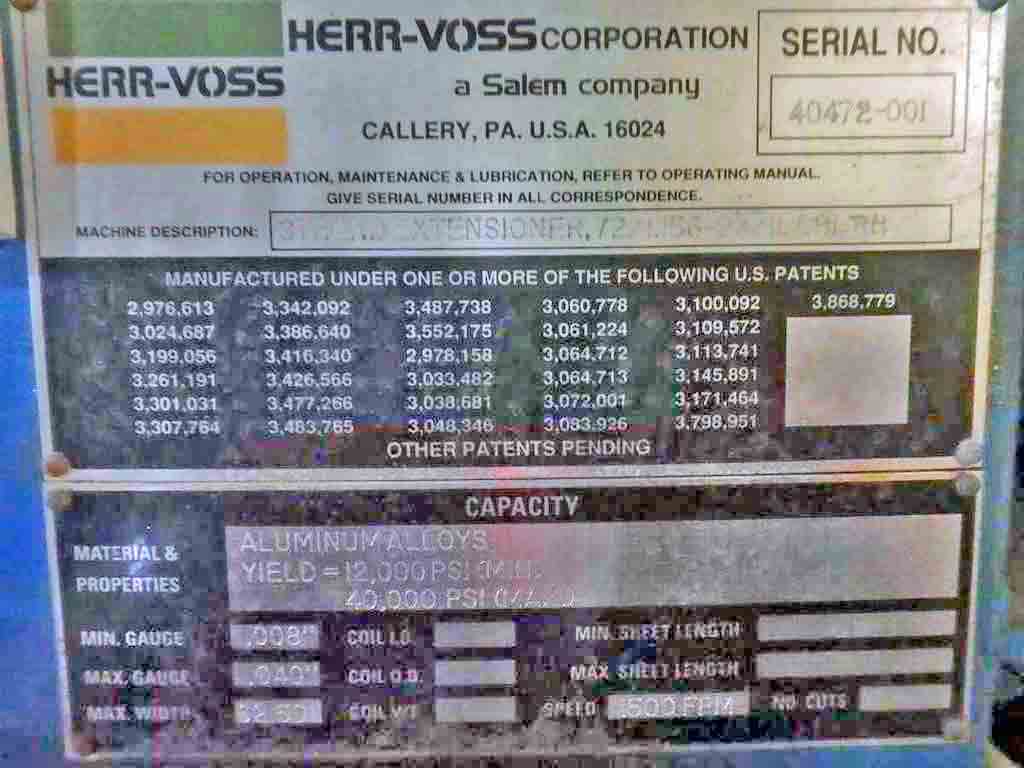 HERR-VOSS CORPORATION
HERR-VOSS
a Salem company
CALLERY, PA. U.S.A. 16024
SERIAL NO.
40472-001
FOR OPERATION, MAINTENANCE & LUBRICATION, REFER TO OPERATING MANUAL.
GIVE SERIAL NUMBER IN ALL CORRESPONDENCE.
MACHINE DESCRIPTION:
MANUFACTURED UNDER ONE OR MORE OF THE FOLLOWING U.S. PATENTS
2,976,613 3,342,092 3,487,738 3,060,778 3,100,092 3,868,779
3,024,687 3,386,640 3,552,175 3,061,224 3,109,572
3,199,056 3,416,340 2,978,158 3,064,712 3,113,741
3,261,191 3,426,566 3,033,482 3,064,713 3,145,891
3,301,031 3,477,266 3,038,681 3,072,001 3,171,464
3,307,764 3,483,765 3,048,346 3,083,926 3,798,951
OTHER PATENTS PENDING
CAPACITY
MATERIAL & PROPERTIES
ALUMINUM ALLOYS
YIELD = 12,000 PSI (MIN.)
40,000 PSI
MIN. GAUGE .008" COIL I.D. MIN. SHEET LENGTH
MAX. GAUGE .040" COIL O.D. MAX. SHEET LENGTH
MAX. WIDTH COIL WT. SPEED NO. CUTS